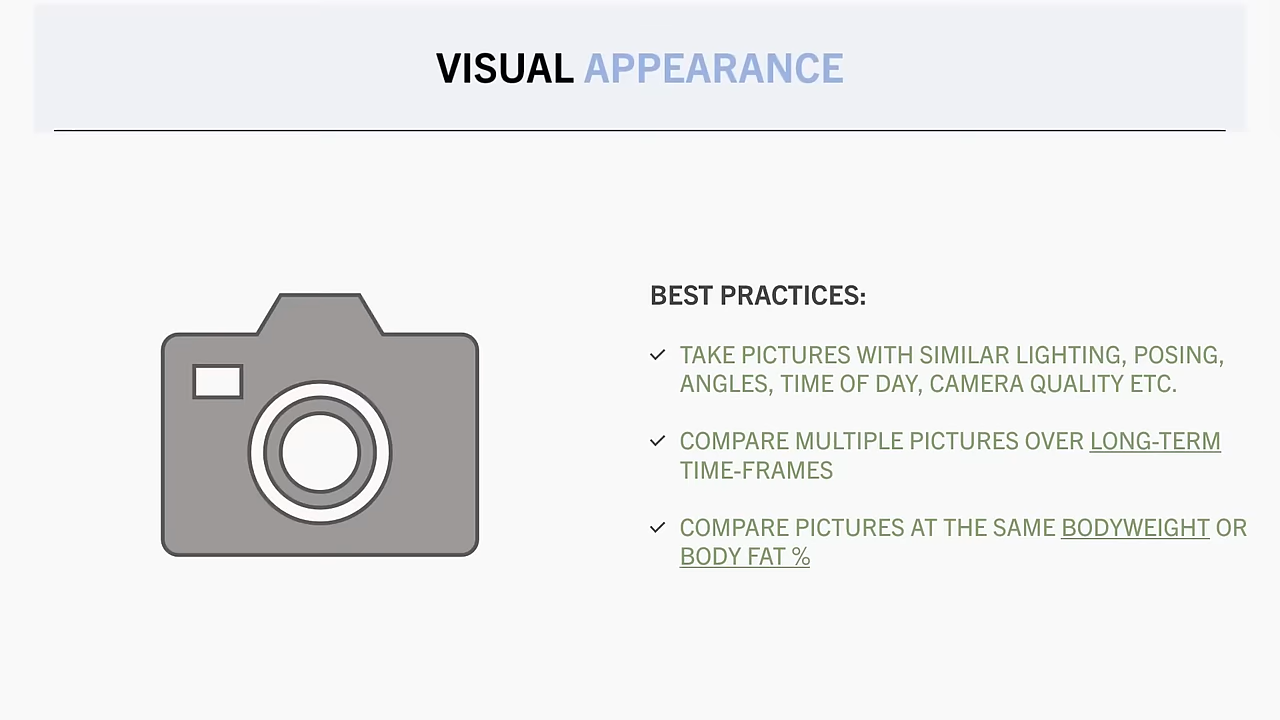 VISUAL APPEARANCE
BEST PRACTICES:
TAKE PICTURES WITH SIMILAR LIGHTING, POSING,
ANGLES, TIME OF DAY, CAMERA QUALITY ETC.
COMPARE MULTIPLE PICTURES OVER LONG-TERM
TIME-FRAMES
COMPARE PICTURES AT THE SAME BODYWEIGHT OR
BODY FAT %